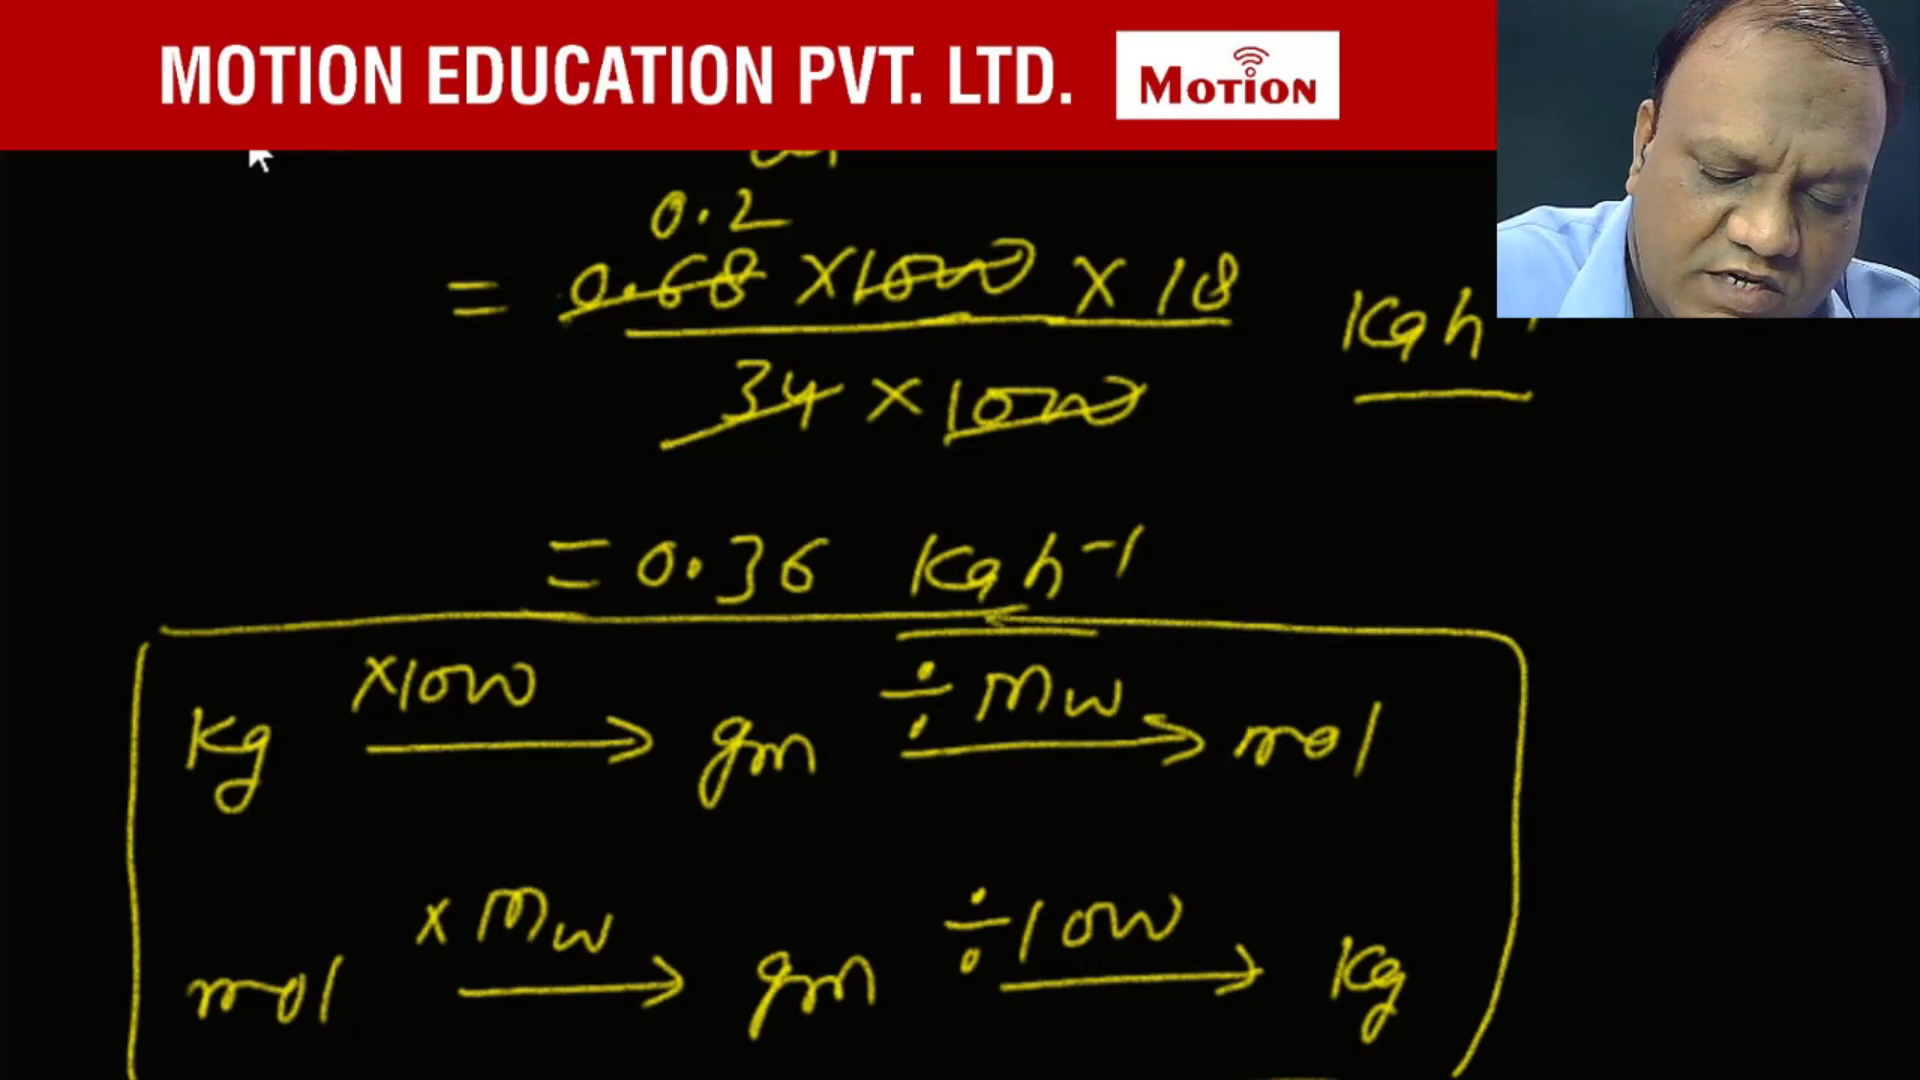 MOTION EDUCATION PVT. LTD.
MOTION
0.2
= 0.68 × 1000 × 18
34 × 1000
Kg h
= 0.36 Kg h⁻¹
Kg ×1000 → gm ÷ Mw → mol
mol × Mw → gm ÷ 1000 → Kg